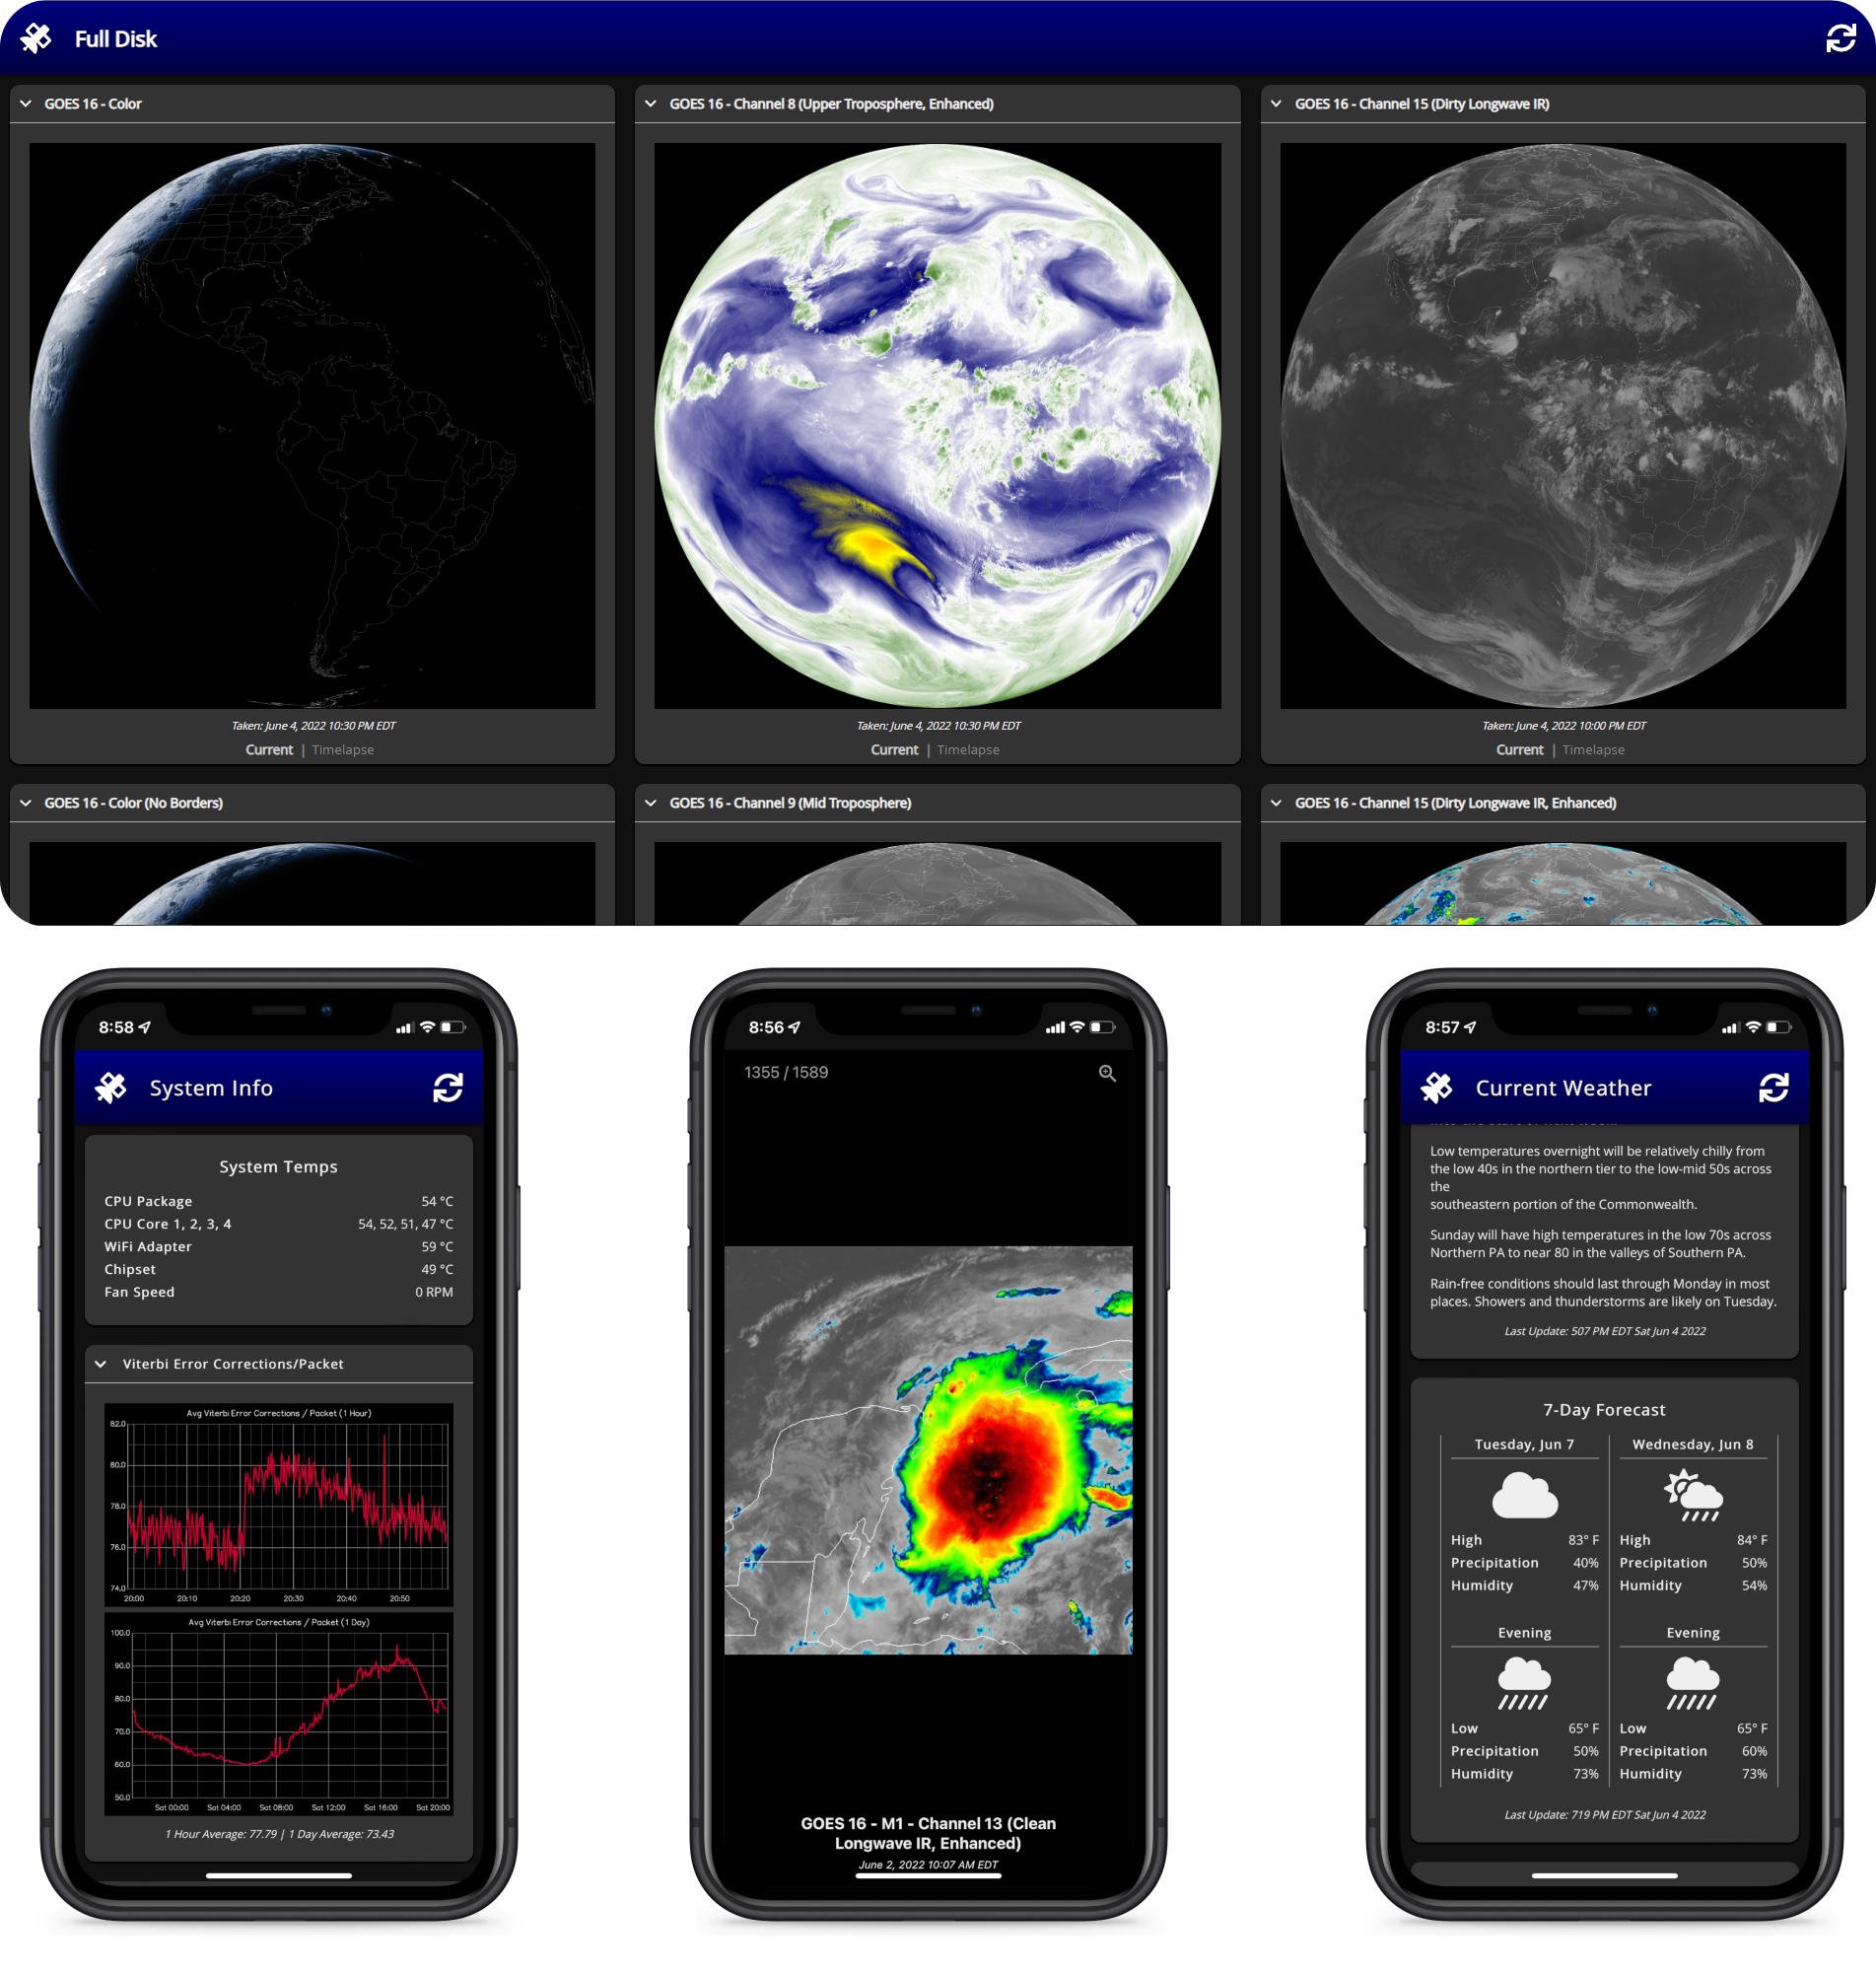 Full Disk
GOES 16 - Color
GOES 16 - Channel 8 (Upper Troposphere, Enhanced)
GOES 16 - Channel 15 (Dirty Longwave IR)
Taken: June 4, 2022 10:30 PM EDT
Taken: June 4, 2022 10:30 PM EDT
Taken: June 4, 2022 10:00 PM EDT
Current | Timelapse
Current | Timelapse
Current | Timelapse
GOES 16 - Color (No Borders)
GOES 16 - Channel 9 (Mid Troposphere)
GOES 16 - Channel 15 (Dirty Longwave IR, Enhanced)
8:58
System Info
System Temps
CPU Package 54 °C
CPU Core 1, 2, 3, 4 54, 52, 51, 47 °C
WiFi Adapter 59 °C
Chipset 49 °C
Fan Speed 0 RPM
Viterbi Error Corrections/Packet
Avg Viterbi Error Corrections / Packet (1 Hour)
82.0
80.0
78.0
76.0
74.0
20:00 20:10 20:20 20:30 20:40 20:50
Avg Viterbi Error Corrections / Packet (1 Day)
100.0
90.0
80.0
70.0
60.0
50.0
Sat 00:00 Sat 04:00 Sat 08:00 Sat 12:00 Sat 16:00 Sat 20:00
1 Hour Average: 77.79 | 1 Day Average: 73.43
8:56
1355 / 1589
GOES 16 - M1 - Channel 13 (Clean
Longwave IR, Enhanced)
June 2, 2022 10:07 AM EDT
8:57
Current Weather
Low temperatures overnight will be relatively chilly from
the low 40s in the northern tier to the low-mid 50s across
the
southeastern portion of the Commonwealth.
Sunday will have high temperatures in the low 70s across
Northern PA to near 80 in the valleys of Southern PA.
Rain-free conditions should last through Monday in most
places. Showers and thunderstorms are likely on Tuesday.
Last Update: 507 PM EDT Sat Jun 4 2022
7-Day Forecast
Tuesday, Jun 7
High 83° F
Precipitation 40%
Humidity 47%
Evening
Low 65° F
Precipitation 50%
Humidity 73%
Wednesday, Jun 8
High 84° F
Precipitation 50%
Humidity 54%
Evening
Low 65° F
Precipitation 60%
Humidity 73%
Last Update: 719 PM EDT Sat Jun 4 2022